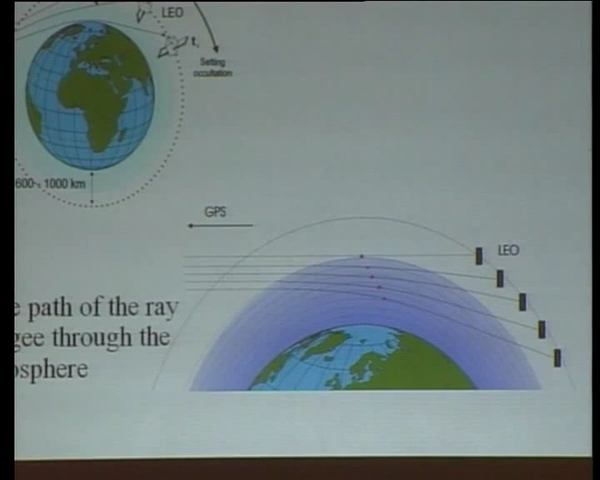 LEO
t,
Setting
occultation
600 - 1000 km
GPS
LEO
e path of the ray
gee through the
osphere